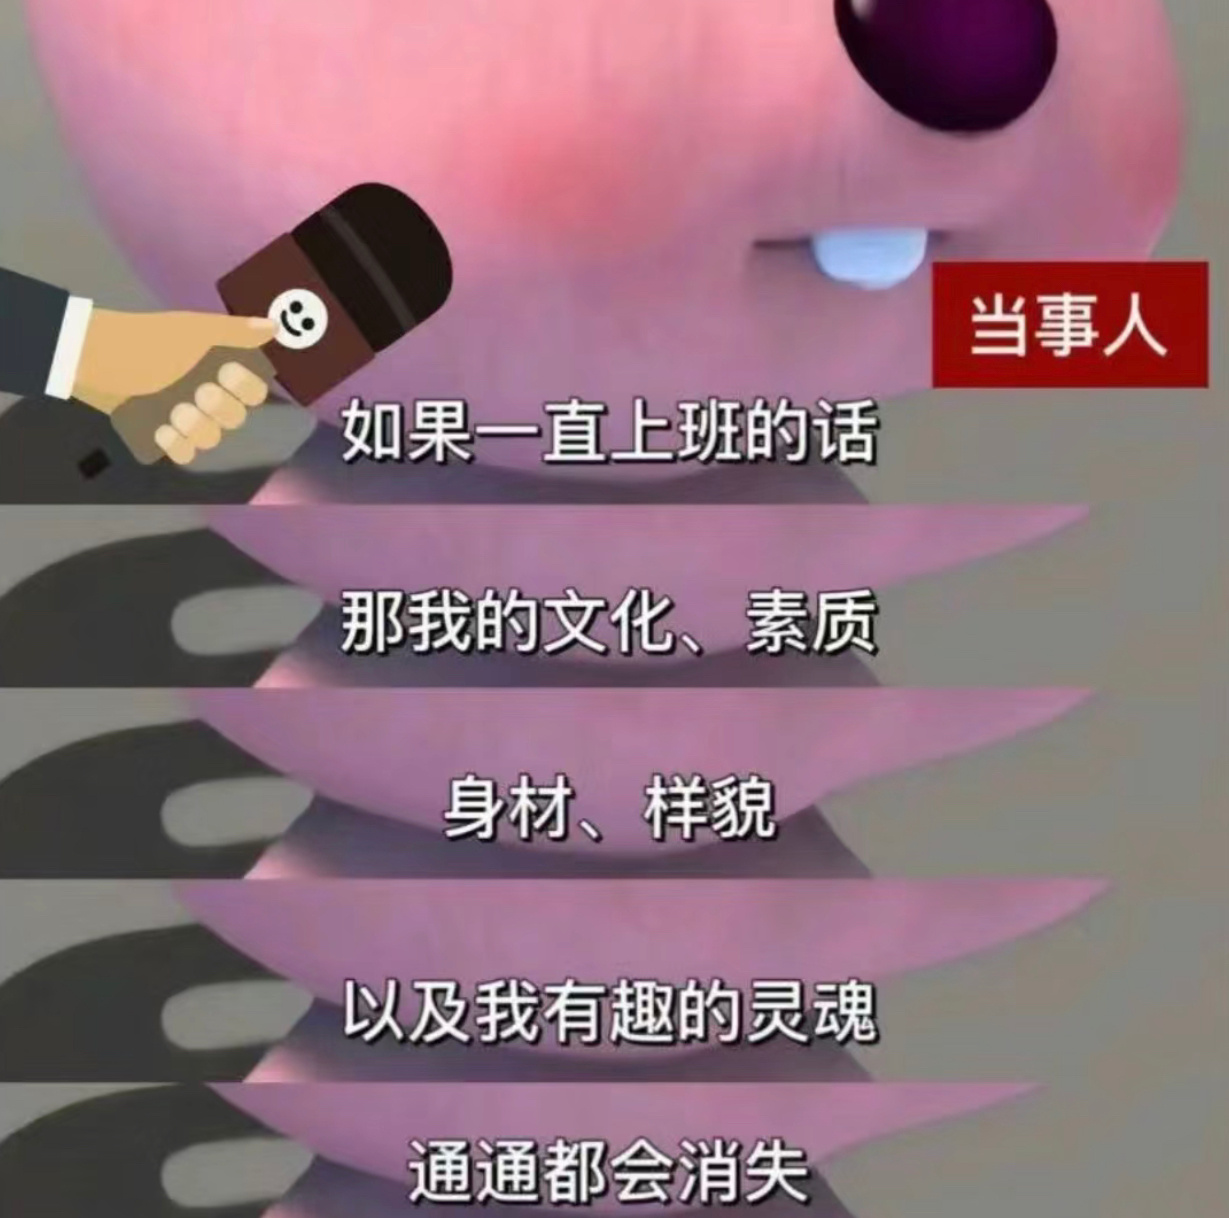 当事人
如果一直上班的话
那我的文化、素质
身材、样貌
以及我有趣的灵魂
通通都会消失